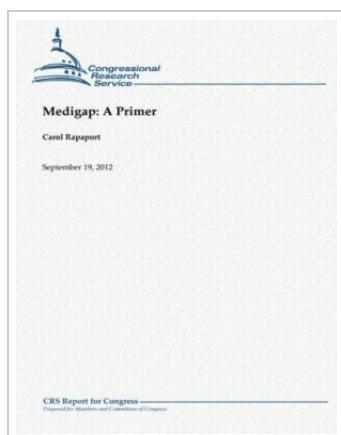 Congressional
Research
Service
Medigap: A Primer
Carol Rapaport
September 19, 2012
CRS Report for Congress
Prepared for Members and Committees of Congress